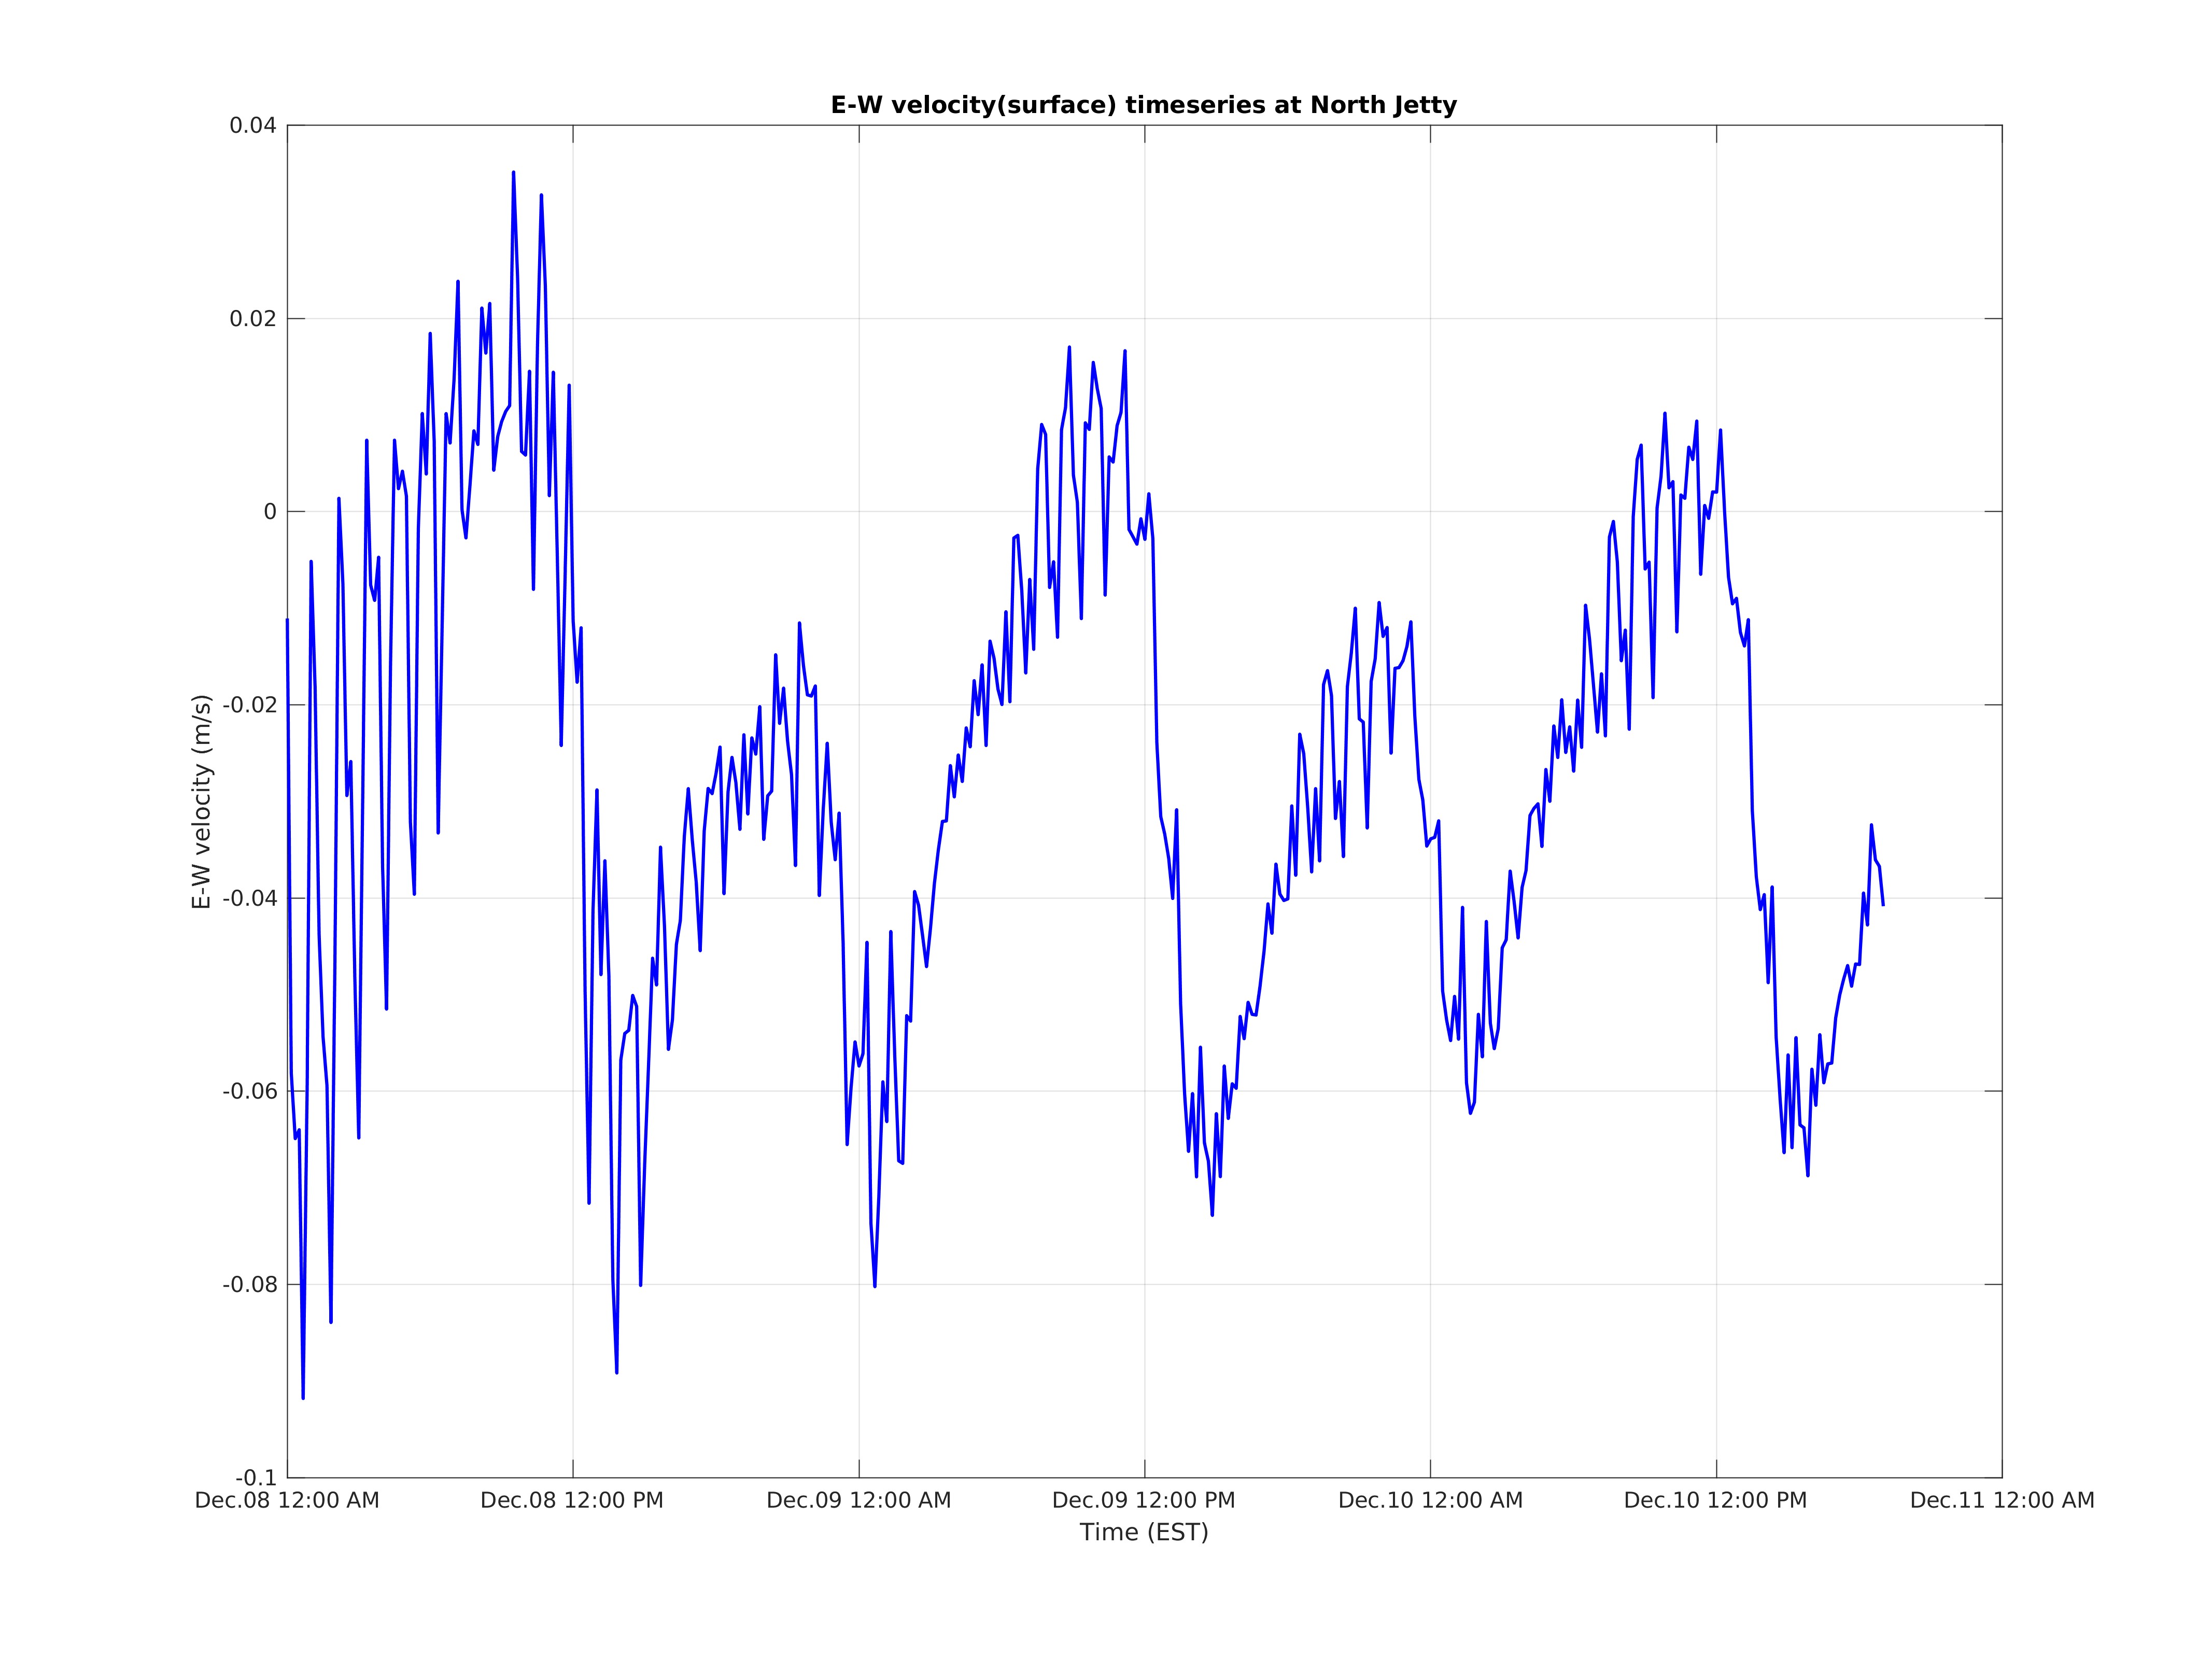 E-W velocity(surface) timeseries at North Jetty
0.04
0.02
0
-0.02
-0.04
-0.06
-0.08
-0.1
E-W velocity (m/s)
Dec.08 12:00 AM
Dec.08 12:00 PM
Dec.09 12:00 AM
Dec.09 12:00 PM
Dec.10 12:00 AM
Dec.10 12:00 PM
Dec.11 12:00 AM
Time (EST)